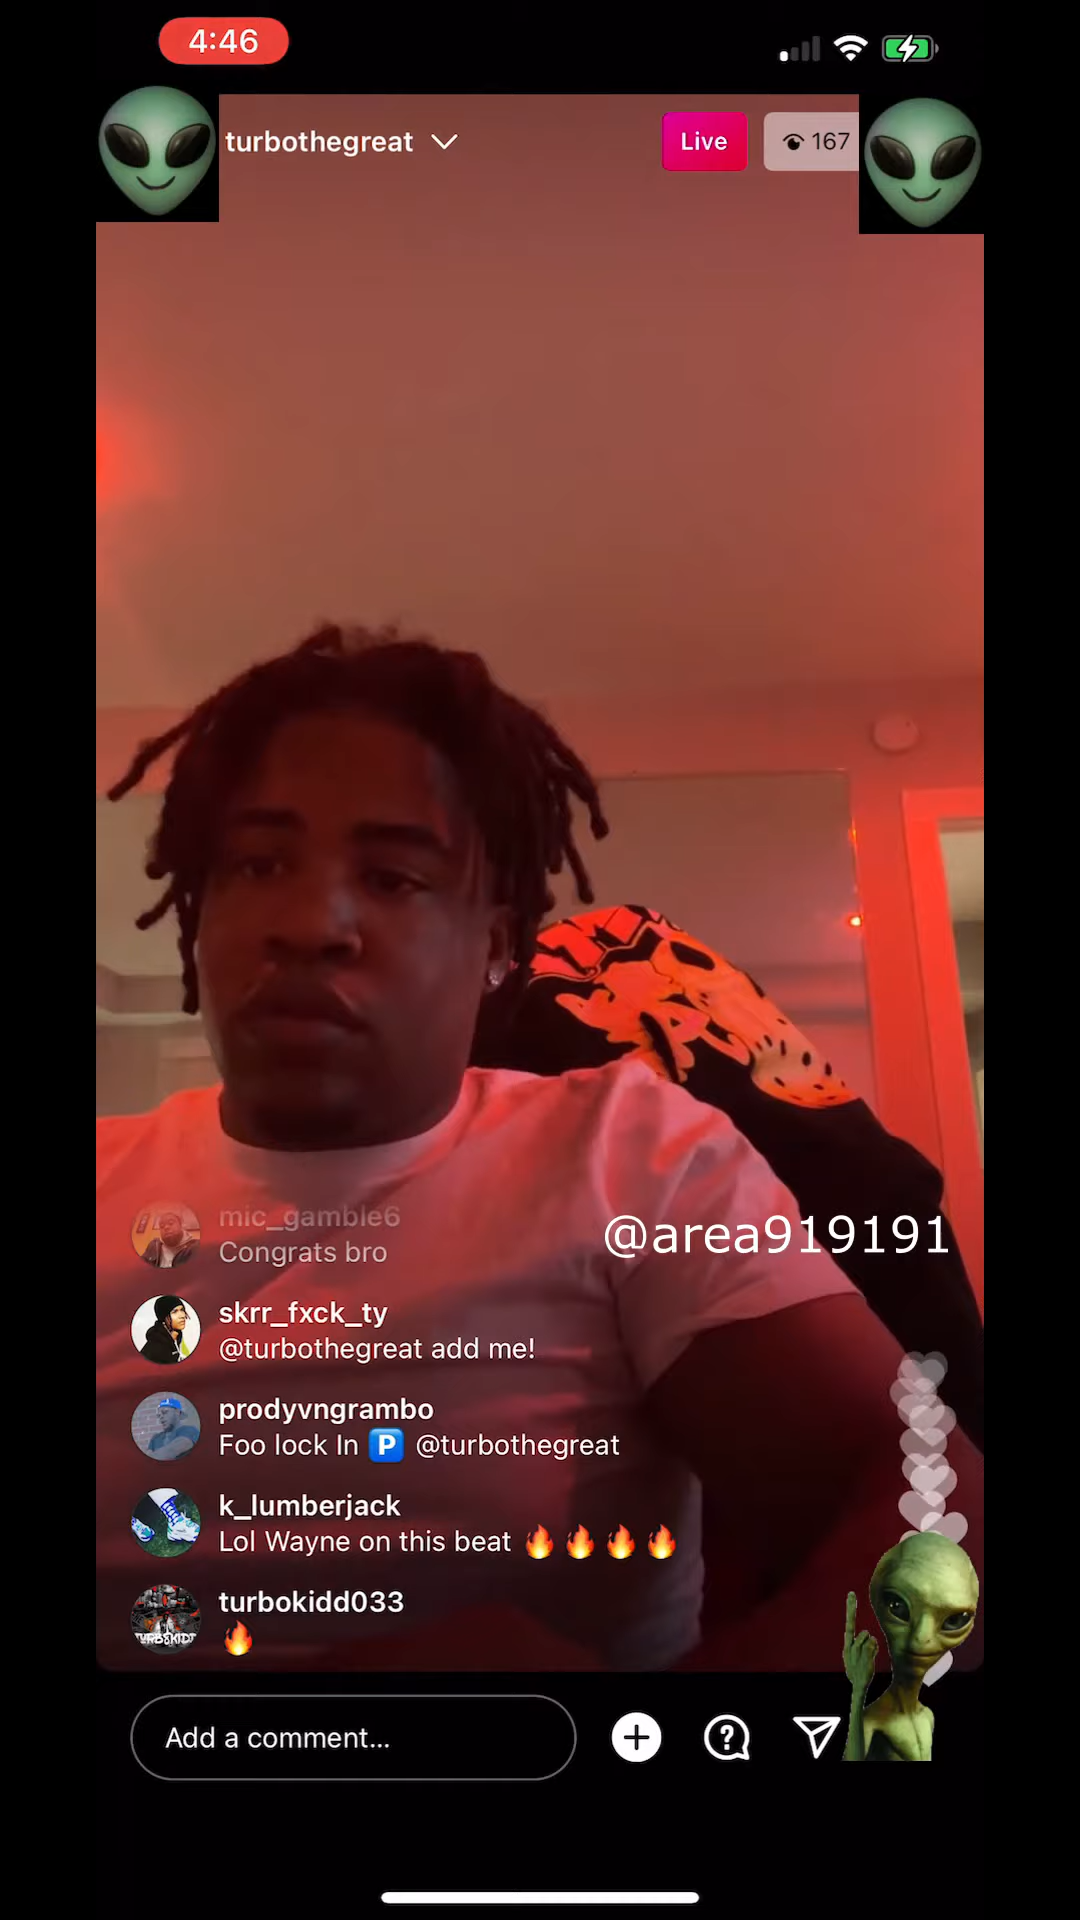 4:46
turbothegreat
Live
167
mic_gamble6
Congrats bro
@area919191
skrr_fxck_ty
@turbothegreat add me!
prodyvngrambo
Foo lock In 🅿️ @turbothegreat
k_lumberjack
Lol Wayne on this beat 🔥🔥🔥🔥
turbokidd033
🔥
Add a comment...